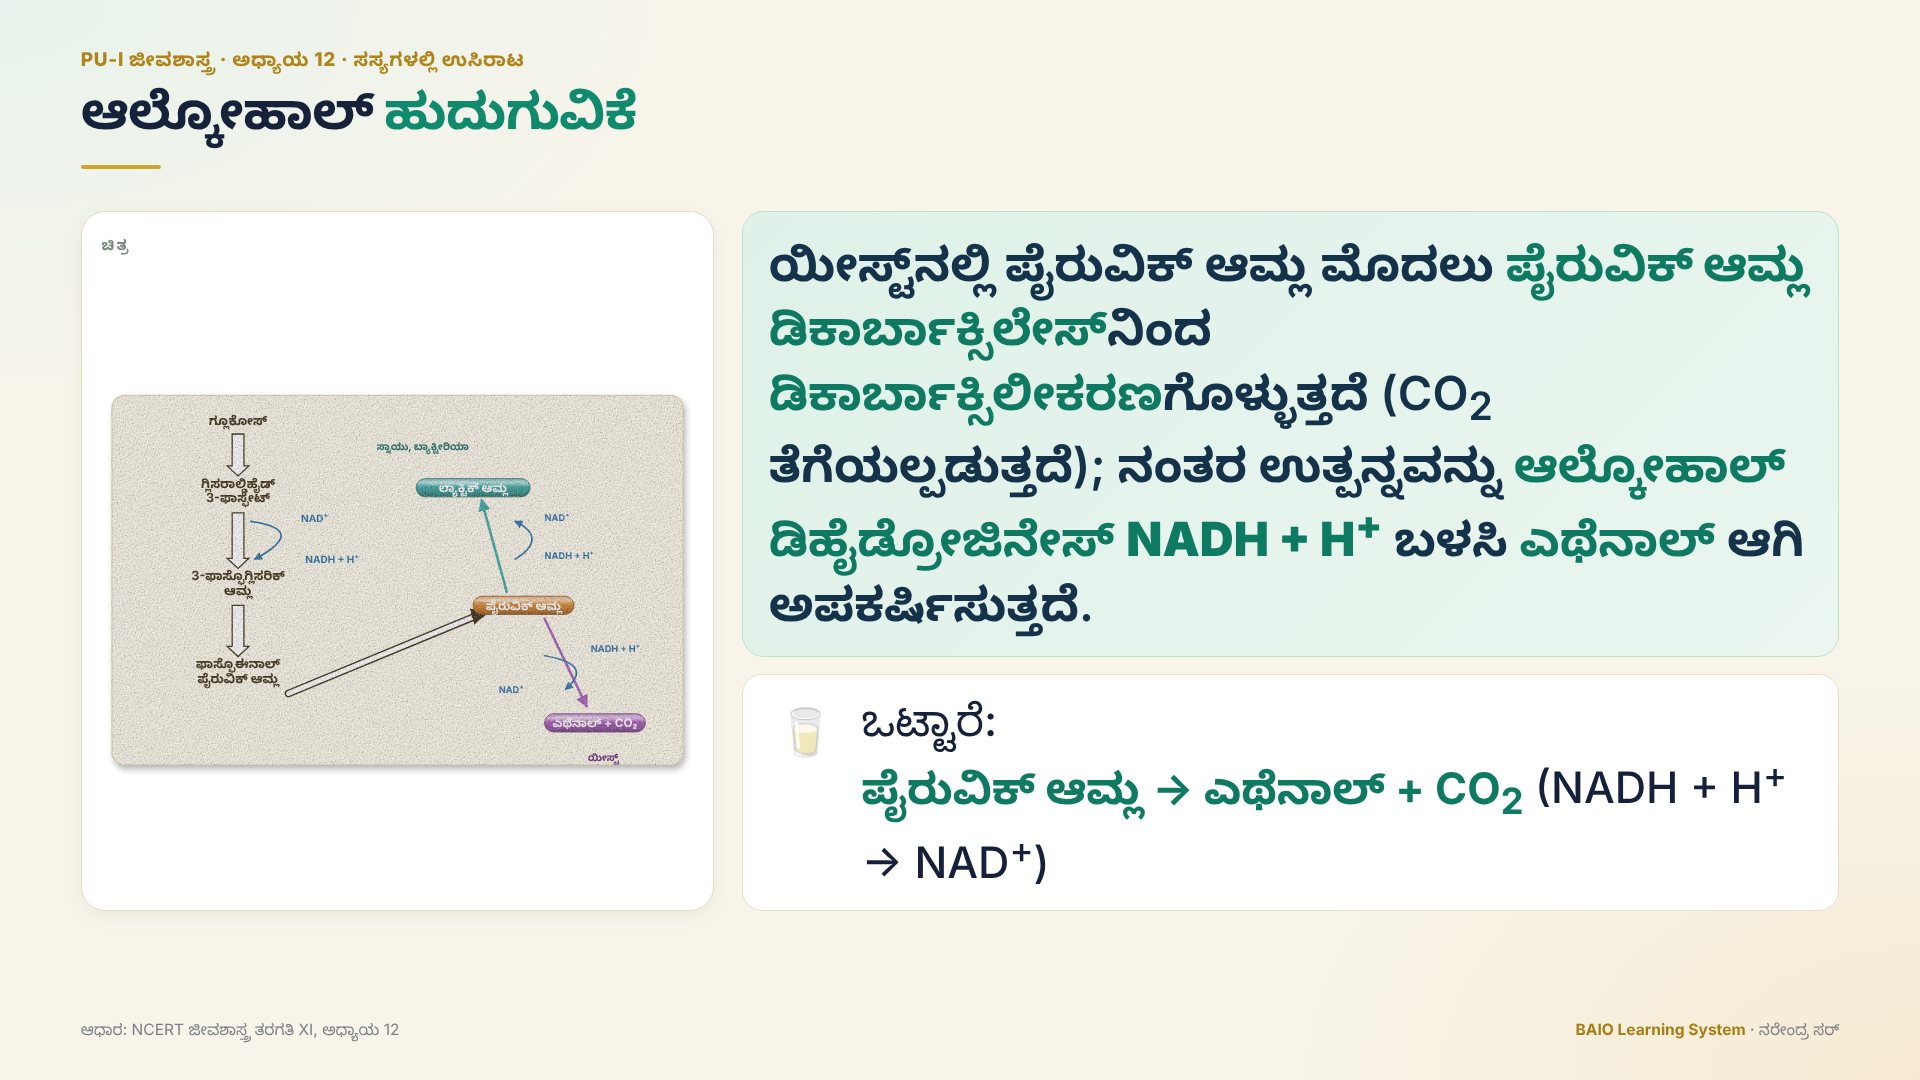 PU-I ಜೀವಶಾಸ್ತ್ರ · ಅಧ್ಯಾಯ 12 · ಸಸ್ಯಗಳಲ್ಲಿ ಉಸಿರಾಟ
ಆಲ್ಕೋಹಾಲ್ ಹುದುಗುವಿಕೆ
ಚಿತ್ರ
ಗ್ಲೂಕೋಸ್
ಗ್ಲಿಸರಾಲ್ಡಿಹೈಡ್
3-ಫಾಸ್ಫೇಟ್
NAD⁺
NADH + H⁺
3-ಫಾಸ್ಫೊಗ್ಲಿಸರಿಕ್
ಆಮ್ಲ
ಫಾಸ್ಫೊಈನಾಲ್
ಪೈರುವಿಕ್ ಆಮ್ಲ
ಸ್ನಾಯು, ಬ್ಯಾಕ್ಟೀರಿಯಾ
ಲ್ಯಾಕ್ಟಿಕ್ ಆಮ್ಲ
NAD⁺
NADH + H⁺
ಪೈರುವಿಕ್ ಆಮ್ಲ
NADH + H⁺
NAD⁺
ಎಥೆನಾಲ್ + CO₂
ಯೀಸ್ಟ್
ಯೀಸ್ಟ್‌ನಲ್ಲಿ ಪೈರುವಿಕ್ ಆಮ್ಲ ಮೊದಲು ಪೈರುವಿಕ್ ಆಮ್ಲ
ಡಿಕಾರ್ಬಾಕ್ಸಿಲೇಸ್‌ನಿಂದ
ಡಿಕಾರ್ಬಾಕ್ಸಿಲೀಕರಣಗೊಳ್ಳುತ್ತದೆ (CO₂
ತೆಗೆಯಲ್ಪಡುತ್ತದೆ); ನಂತರ ಉತ್ಪನ್ನವನ್ನು ಆಲ್ಕೋಹಾಲ್
ಡಿಹೈಡ್ರೋಜಿನೇಸ್ NADH + H⁺ ಬಳಸಿ ಎಥೆನಾಲ್ ಆಗಿ
ಅಪಕರ್ಷಿಸುತ್ತದೆ.
ಒಟ್ಟಾರೆ:
ಪೈರುವಿಕ್ ಆಮ್ಲ → ಎಥೆನಾಲ್ + CO₂ (NADH + H⁺
→ NAD⁺)
ಆಧಾರ: NCERT ಜೀವಶಾಸ್ತ್ರ ತರಗತಿ XI, ಅಧ್ಯಾಯ 12
BAIO Learning System · ನರೇಂದ್ರ ಸರ್